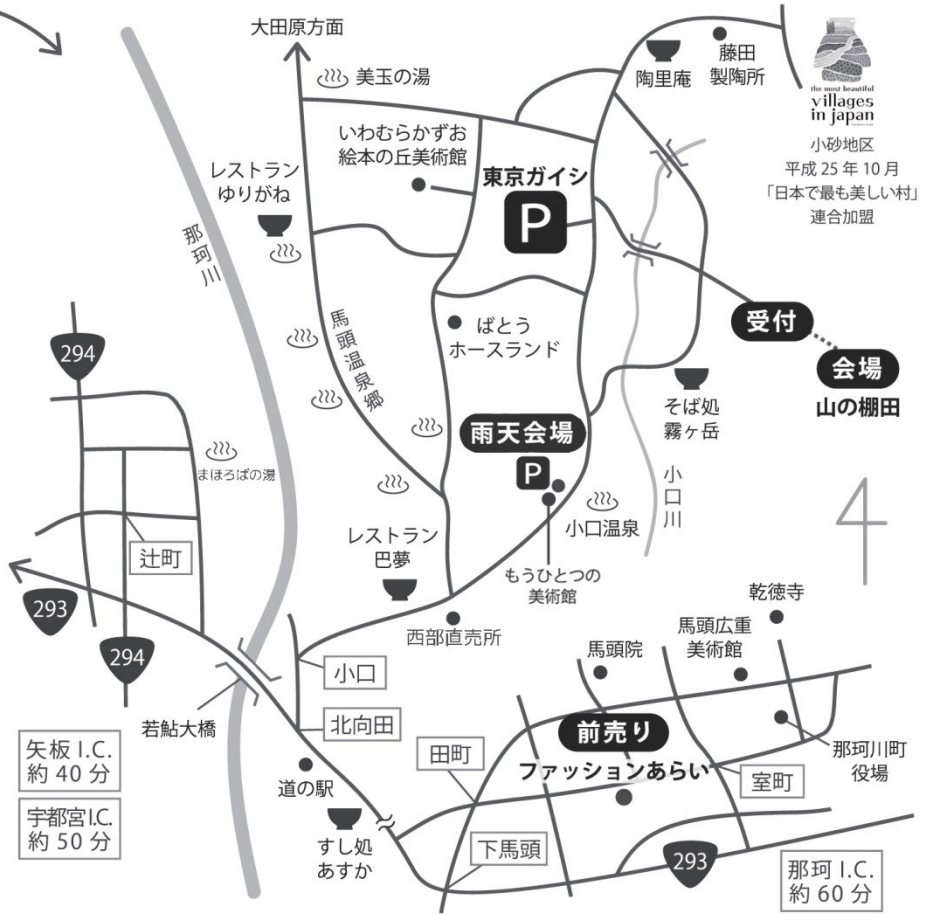 大田原方面
美玉の湯
陶里庵
藤田
製陶所
the most beautiful
villages
in japan
小砂地区
平成25年10月
「日本で最も美しい村」
連合加盟
いわむらかずお
絵本の丘美術館
東京ガイシ
P
レストラン
ゆりがね
那珂川
馬頭温泉郷
ばとう
ホースランド
受付
会場
山の棚田
294
そば処
霧ヶ岳
雨天会場
P
まほろばの湯
小口川
小口温泉
辻町
レストラン
巴夢
もうひとつの
美術館
293
294
西部直売所
乾徳寺
馬頭広重
美術館
馬頭院
小口
若鮎大橋
北向田
前売り
ファッションあらい
田町
室町
那珂川町
役場
矢板 I.C.
約 40 分
道の駅
宇都宮I.C.
約 50 分
すし処
あすか
下馬頭
293
那珂 I.C.
約 60 分